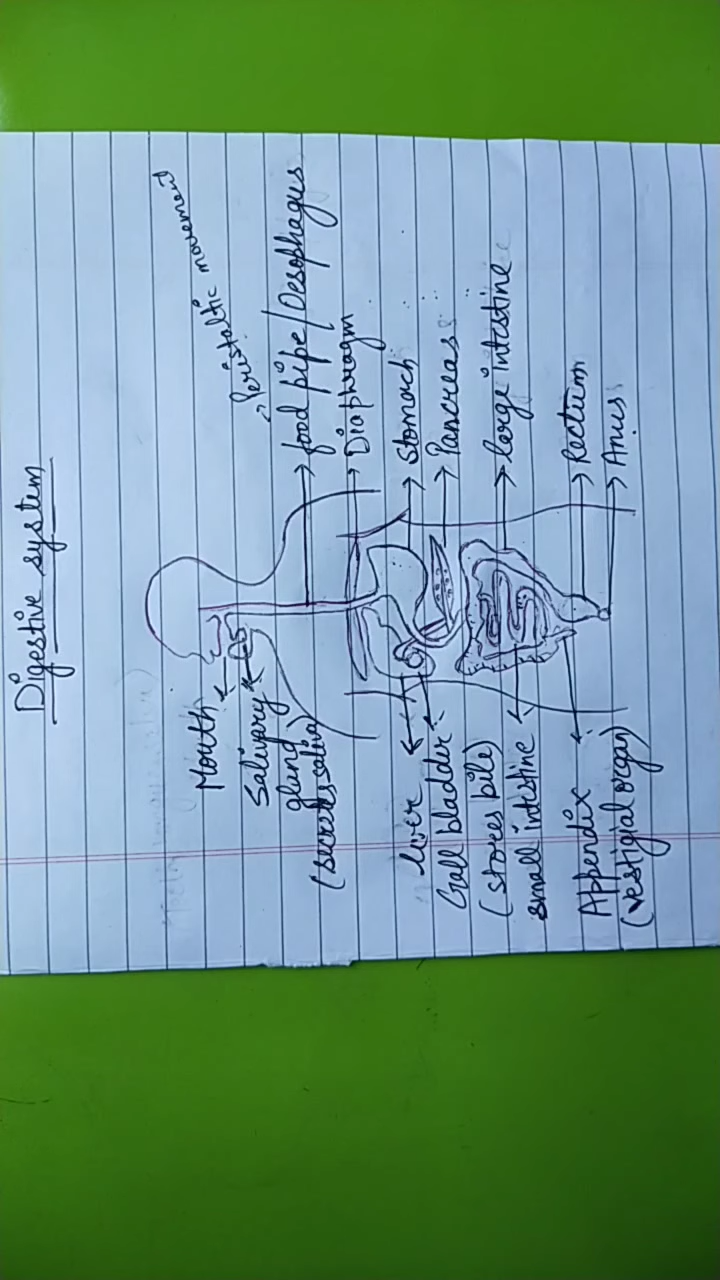 Digestive system
Peristaltic movement
food pipe/Oesophagus
Diaphragm
Stomach
Pancreas
large intestine
Rectum
Anus
Mouth
Salivary
gland
(secretes saliva)
liver
Gall bladder
(stores bile)
small intestine
Appendix
(vestigial organ)